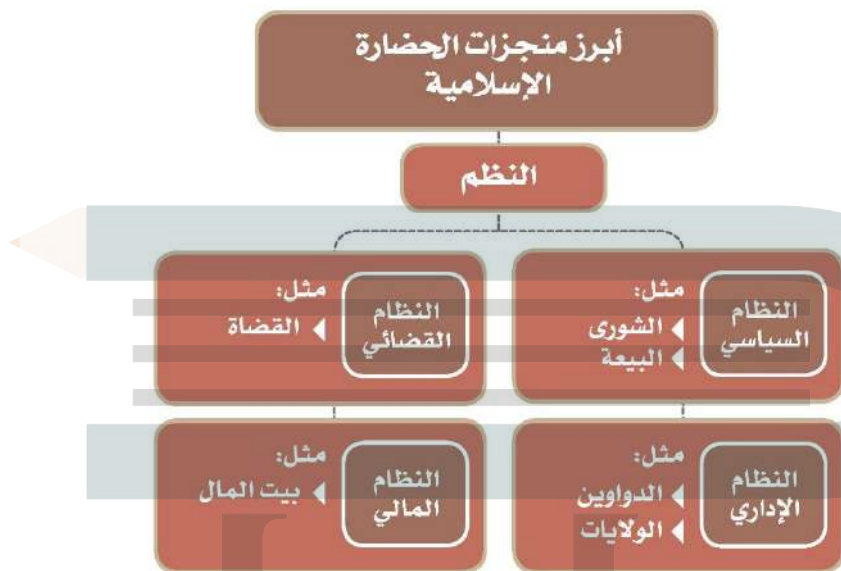 أبرز منجزات الحضارة
الإسلامية
النظم
النظام
السياسي
مثل:
الشورى
البيعة
النظام
القضائي
مثل:
القضاة
النظام
الإداري
مثل:
الدواوين
الولايات
النظام
المالي
مثل:
بيت المال